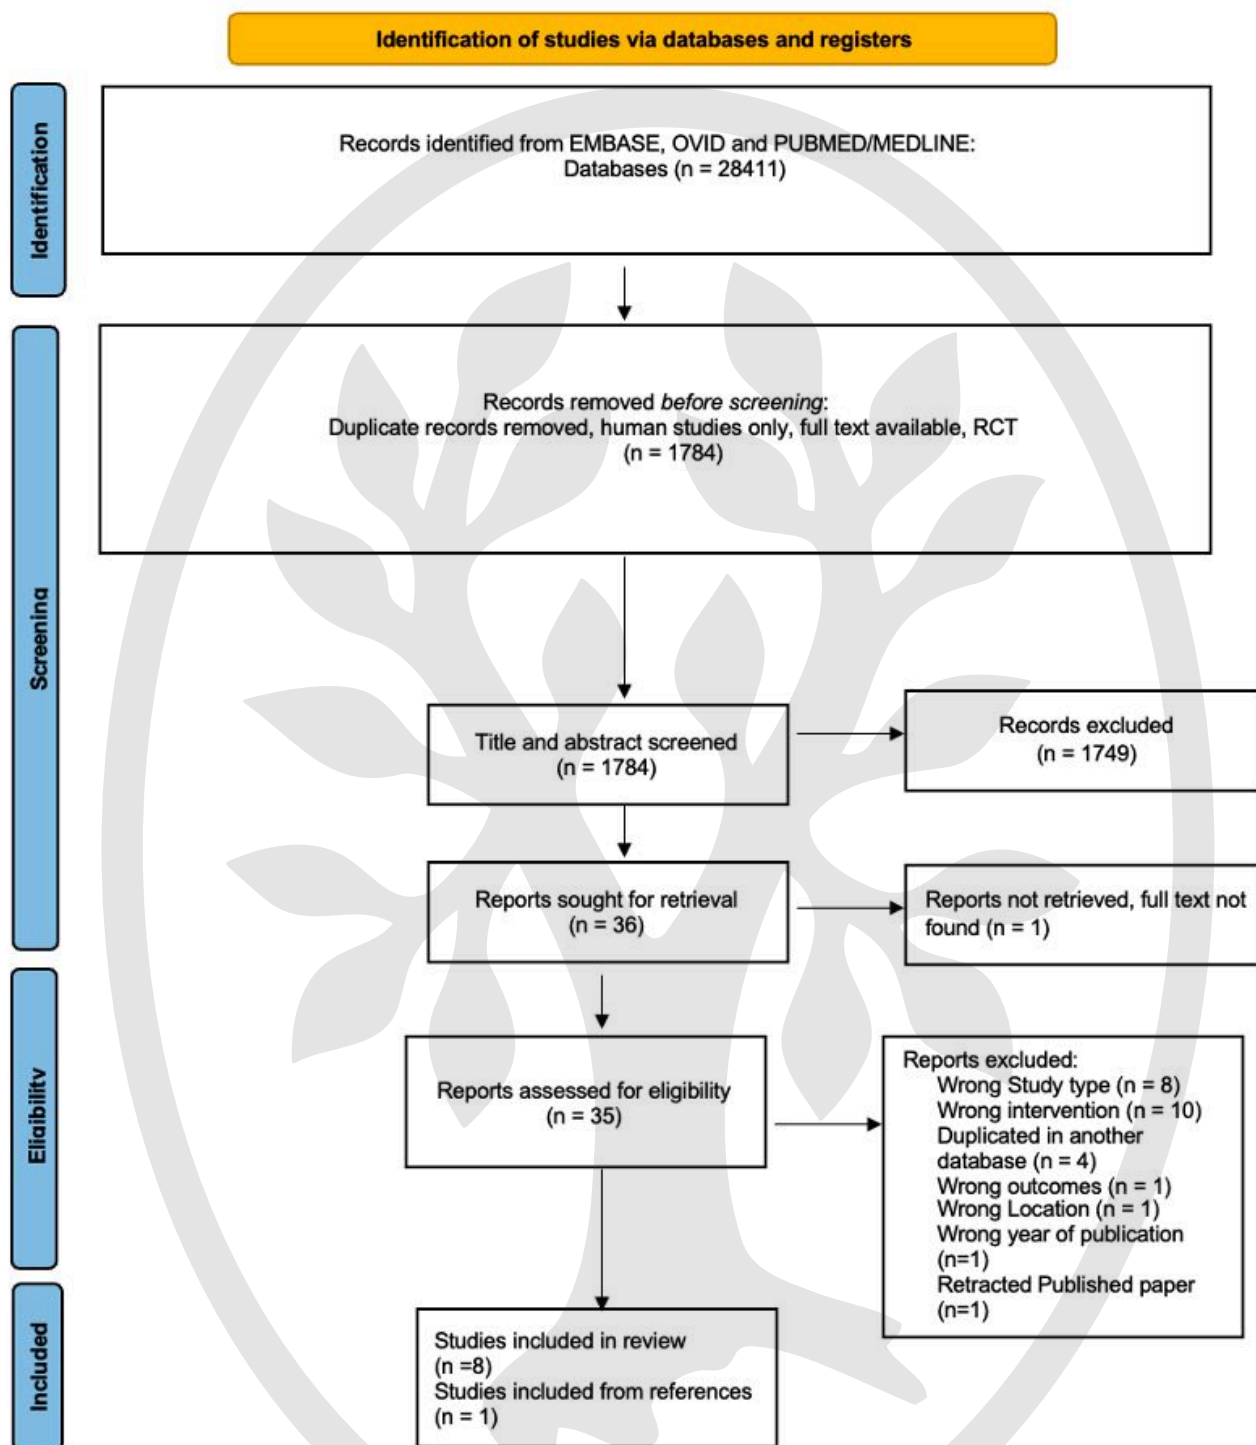 Identification of studies via databases and registers
Identification
Records identified from EMBASE, OVID and PUBMED/MEDLINE:
Databases (n = 28411)
Screening
Records removed before screening:
Duplicate records removed, human studies only, full text available, RCT
(n = 1784)
Title and abstract screened
(n = 1784)
Records excluded
(n = 1749)
Reports sought for retrieval
(n = 36)
Reports not retrieved, full text not
found (n = 1)
Eligibility
Reports assessed for eligibility
(n = 35)
Reports excluded:
Wrong Study type (n = 8)
Wrong intervention (n = 10)
Duplicated in another
database (n = 4)
Wrong outcomes (n = 1)
Wrong Location (n = 1)
Wrong year of publication
(n=1)
Retracted Published paper
(n=1)
Included
Studies included in review
(n =8)
Studies included from references
(n = 1)